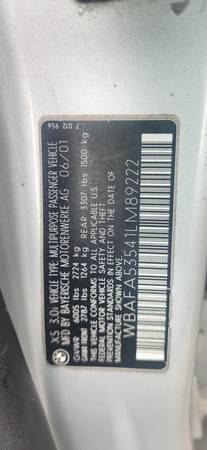 7 012 956
X5 3.0i VEHICLE TYPE MULTIPURPOSE PASSENGER VEHICLE
MFD BY BAYERISCHE MOTORENWERKE AG 06/01
GVWR 6005 lbs 2724 kg
GAWR FRONT 2787 lbs 1264 kg REAR 3307 lbs 1500 kg
THIS VEHICLE CONFORMS TO ALL APPLICABLE U.S.
FEDERAL MOTOR VEHICLE SAFETY AND THEFT
PREVENTION STANDARDS IN EFFECT ON THE DATE
OF MANUFACTURE SHOWN ABOVE
WBAFA53541LM89222